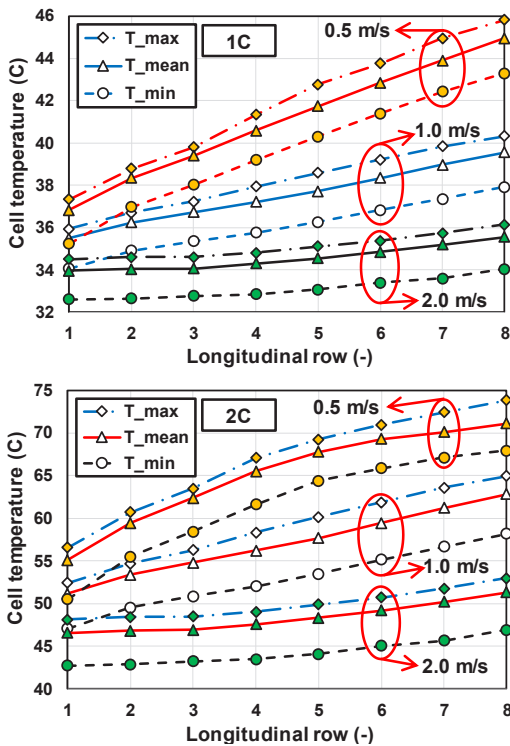 46
44
42
40
38
36
34
32
Cell temperature (C)
T_max
T_mean
T_min
1C
0.5 m/s
1.0 m/s
2.0 m/s
1 2 3 4 5 6 7 8
Longitudinal row (-)
75
70
65
60
55
50
45
40
Cell temperature (C)
T_max
T_mean
T_min
2C
0.5 m/s
1.0 m/s
2.0 m/s
1 2 3 4 5 6 7 8
Longitudinal row (-)